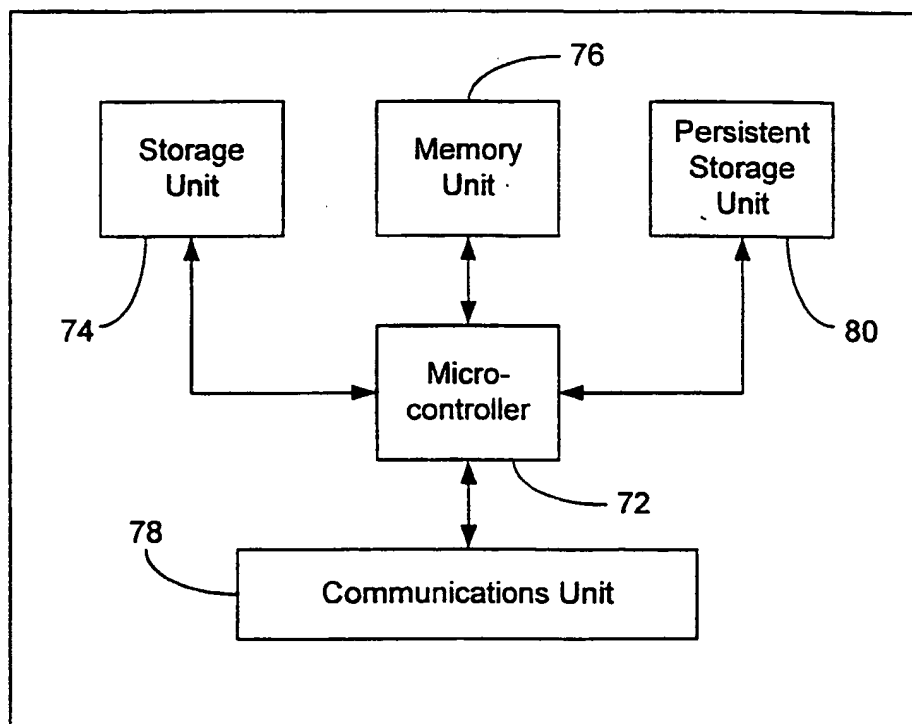 76
Storage
Unit
Memory
Unit
Persistent
Storage
Unit
74
80
Micro-
controller
72
78
Communications Unit